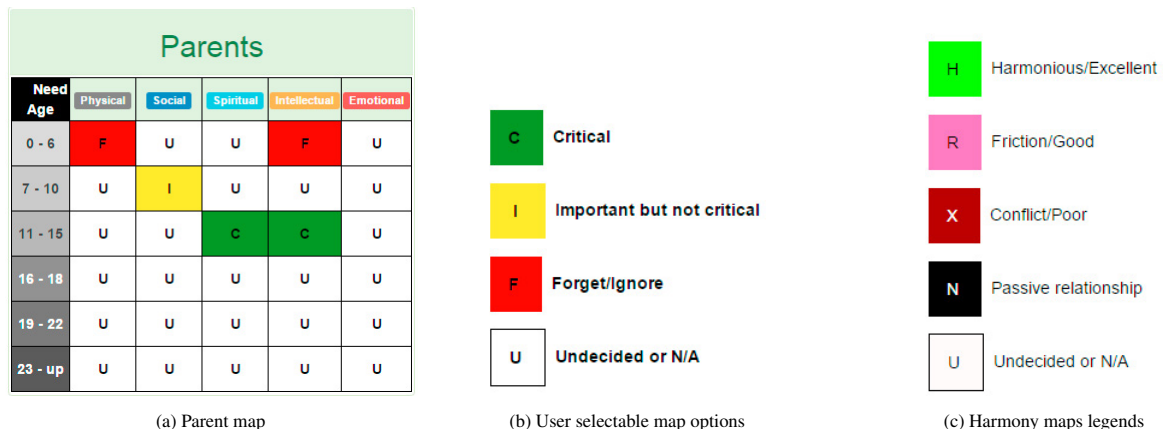 Parents
Need
Age
Physical Social Spiritual Intellectual Emotional
0 - 6 F U U F U
7 - 10 U I U U U
11 - 15 U U C C U
16 - 18 U U U U U
19 - 22 U U U U U
23 - up U U U U U
(a) Parent map
C Critical
I Important but not critical
F Forget/Ignore
U Undecided or N/A
(b) User selectable map options
H Harmonious/Excellent
R Friction/Good
X Conflict/Poor
N Passive relationship
U Undecided or N/A
(c) Harmony maps legends